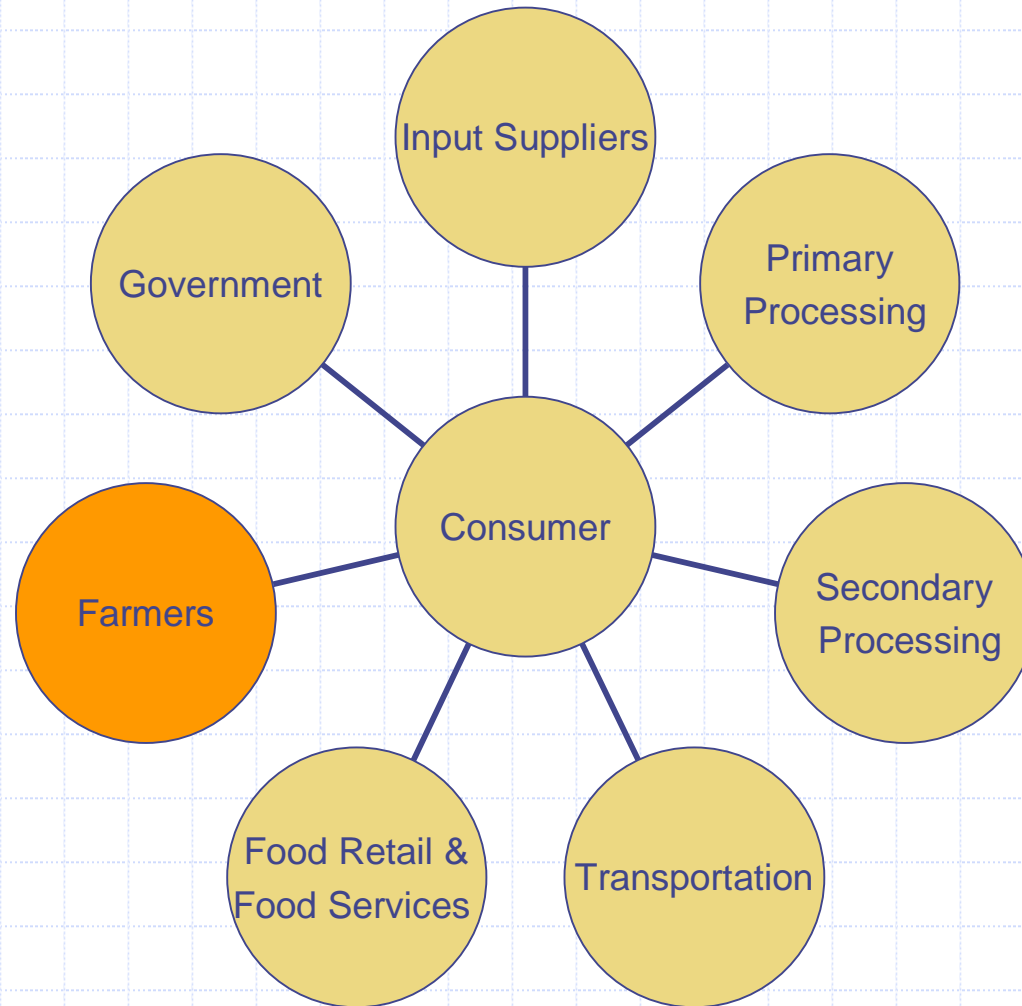 Input Suppliers
Government
Primary
Processing
Consumer
Farmers
Secondary
Processing
Food Retail &
Food Services
Transportation